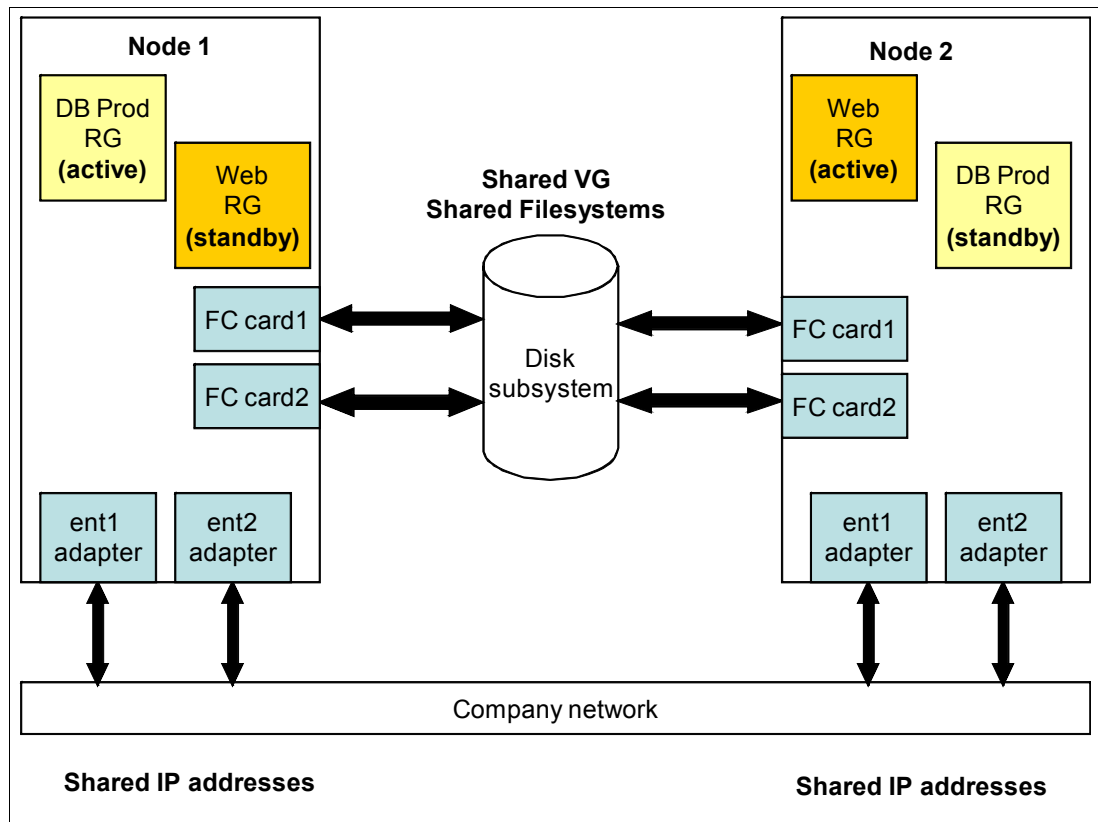 Node 1
DB Prod
RG
(active)
Web
RG
(standby)
FC card1
FC card2
ent1
adapter
ent2
adapter
Shared VG
Shared Filesystems
Disk
subsystem
Node 2
Web
RG
(active)
DB Prod
RG
(standby)
FC card1
FC card2
ent1
adapter
ent2
adapter
Company network
Shared IP addresses
Shared IP addresses